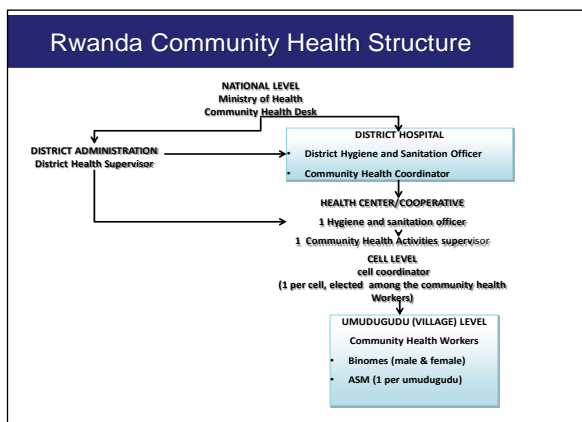 Rwanda Community Health Structure
NATIONAL LEVEL
Ministry of Health
Community Health Desk
DISTRICT ADMINISTRATION
District Health Supervisor
DISTRICT HOSPITAL
• District Hygiene and Sanitation Officer
• Community Health Coordinator
HEALTH CENTER/COOPERATIVE
1 Hygiene and sanitation officer
1 Community Health Activities supervisor
CELL LEVEL
cell coordinator
(1 per cell, elected among the community health
Workers)
UMUDUGUDU (VILLAGE) LEVEL
Community Health Workers
• Binomes (male & female)
• ASM (1 per umudugudu)